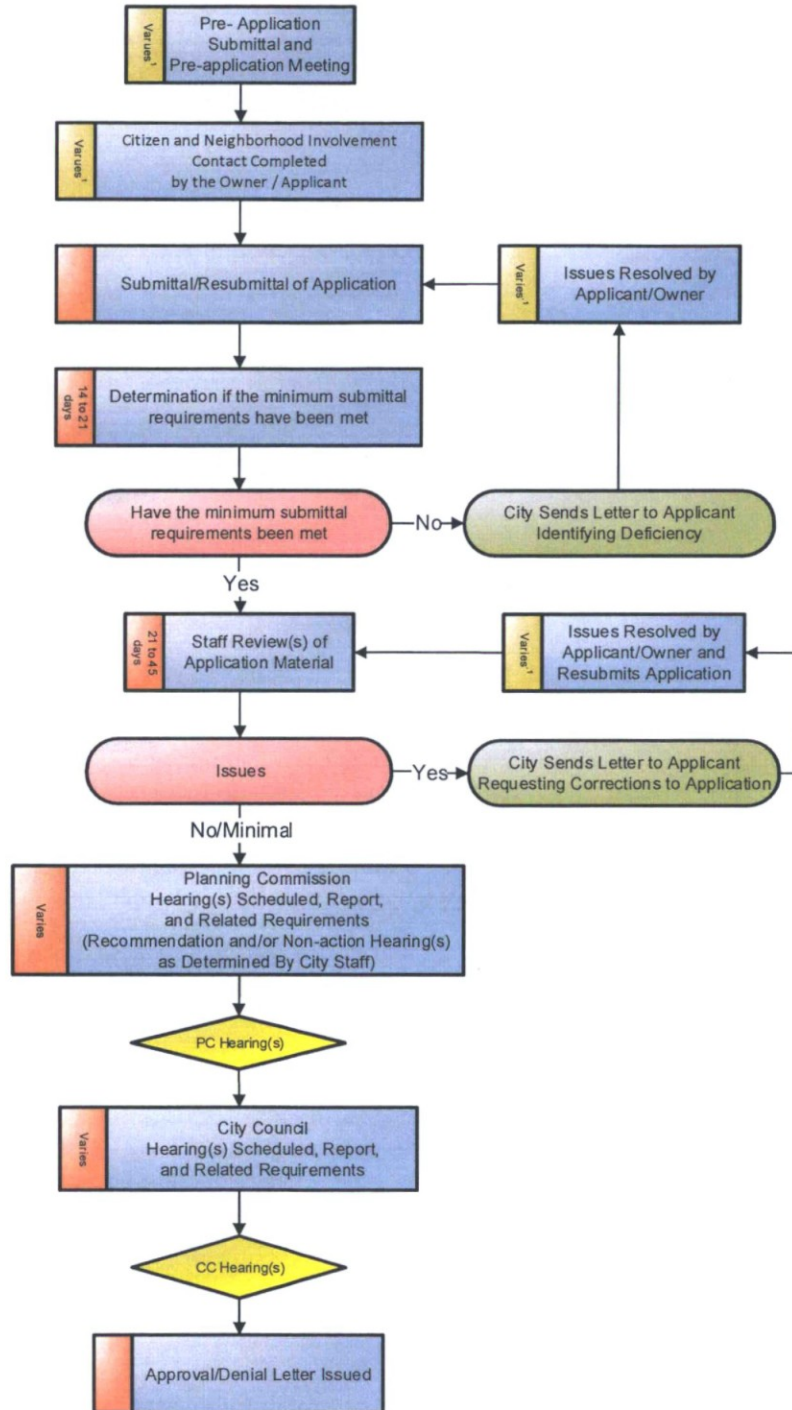 Varues¹
Pre- Application
Submittal and
Pre-application Meeting
Varues¹
Citizen and Neighborhood Involvement
Contact Completed
by the Owner / Applicant
Submittal/Resubmittal of Application
Varies¹
Issues Resolved by
Applicant/Owner
14 to 21
days
Determination if the minimum submittal
requirements have been met
Have the minimum submittal
requirements been met
No
City Sends Letter to Applicant
Identifying Deficiency
Yes
21 to 45
days
Staff Review(s) of
Application Material
Varies¹
Issues Resolved by
Applicant/Owner and
Resubmits Application
Issues
Yes
City Sends Letter to Applicant
Requesting Corrections to Application
No/Minimal
Varies
Planning Commission
Hearing(s) Scheduled, Report,
and Related Requirements
(Recommendation and/or Non-action Hearing(s)
as Determined By City Staff)
PC Hearing(s)
Varies
City Council
Hearing(s) Scheduled, Report,
and Related Requirements
CC Hearing(s)
Approval/Denial Letter Issued